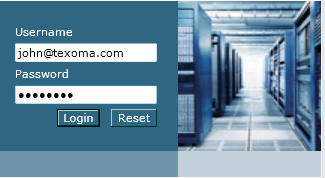 Username
john@texoma.com
Password
●●●●●●●●
Login Reset